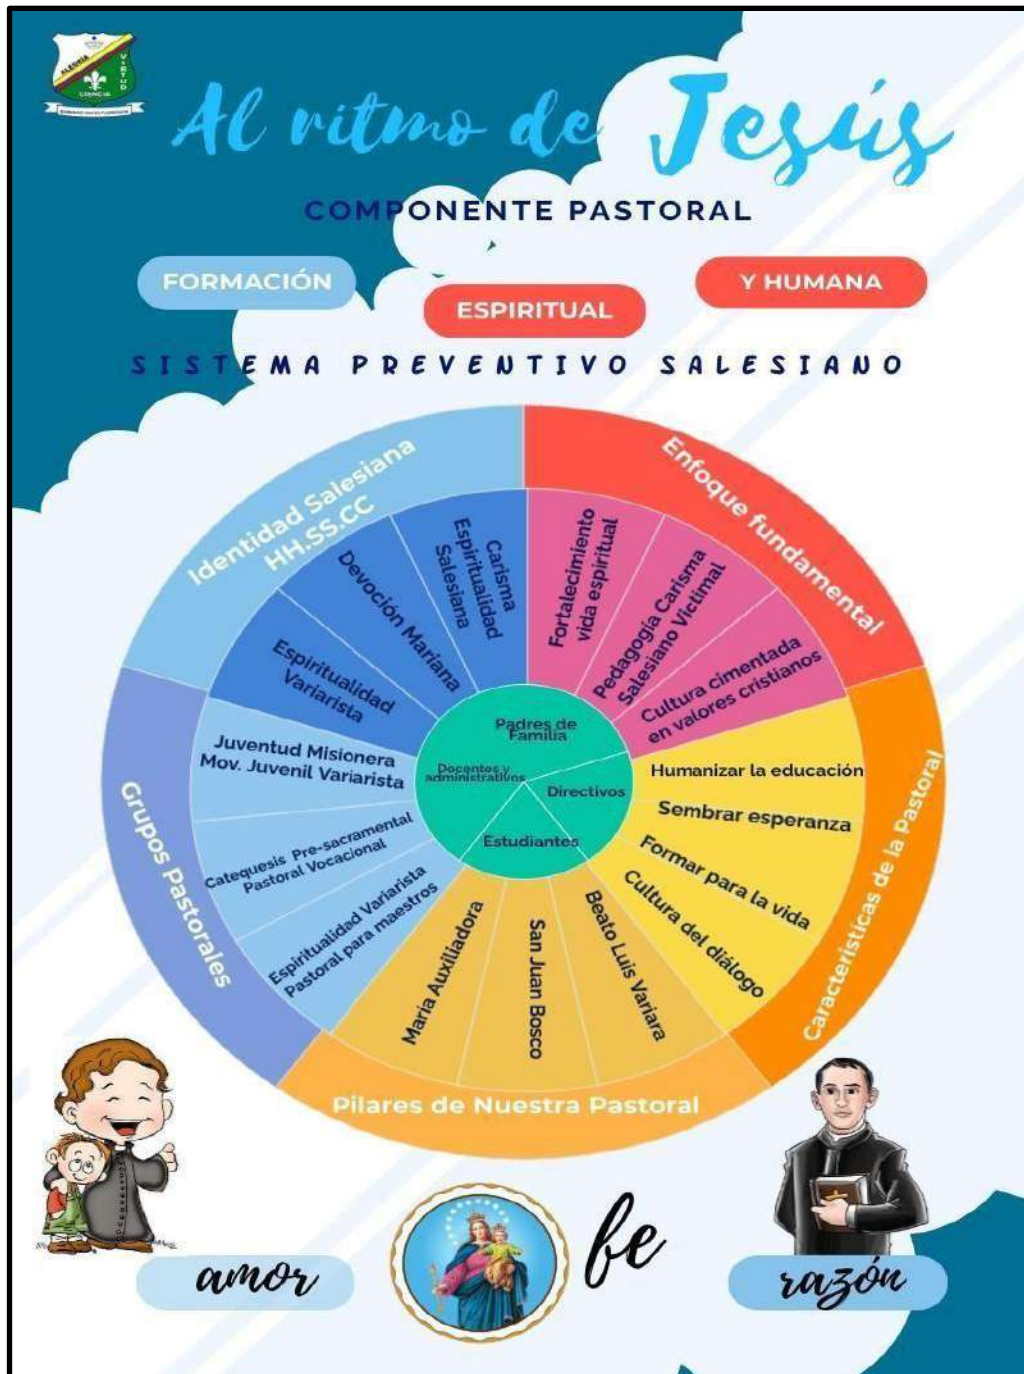 ALEGRÍA
VIRTUD
CIENCIA
Al ritmo de Jesús
COMPONENTE PASTORAL
FORMACIÓN
ESPIRITUAL
Y HUMANA
SISTEMA PREVENTIVO SALESIANO
Identidad Salesiana
HH.SS.CC
Carisma
Espiritualidad
Salesiana
Devoción Mariana
Espiritualidad
Variarista
Enfoque fundamental
Fortalecimiento
vida espiritual
Pedagogía Carisma
Salesiano Victimal
Cultura cimentada
en valores cristianos
Características de la Pastoral
Humanizar la educación
Sembrar esperanza
Formar para la vida
Cultura del diálogo
Pilares de Nuestra Pastoral
Beato Luis Variara
San Juan Bosco
Maria Auxiliadora
Grupos Pastorales
Juventud Misionera
Mov. Juvenil Variarista
Catequesis Pre-sacramental
Pastoral Vocacional
Espiritualidad Variarista
Pastoral para maestros
Padres de
Familia
Docentes y
administrativos
Directivos
Estudiantes
amor
fe
razón